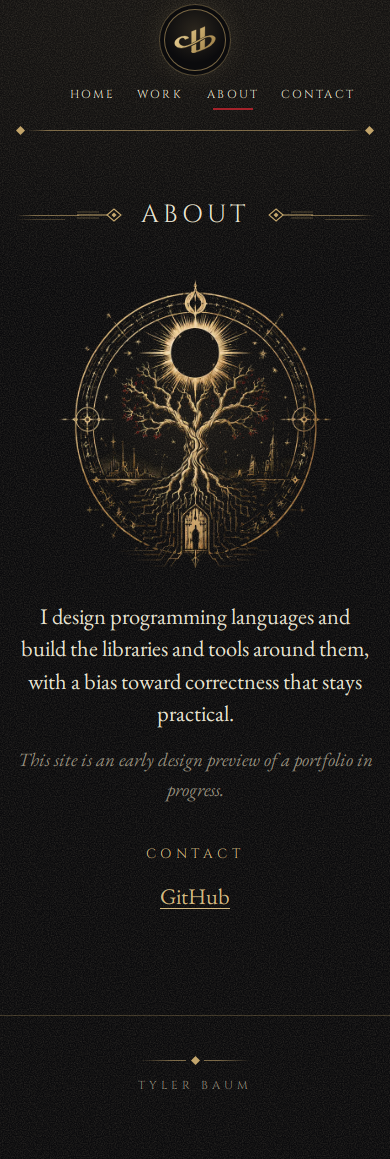 HOME WORK ABOUT CONTACT
ABOUT
I design programming languages and
build the libraries and tools around them,
with a bias toward correctness that stays
practical.
This site is an early design preview of a portfolio in
progress.
CONTACT
GitHub
TYLER BAUM